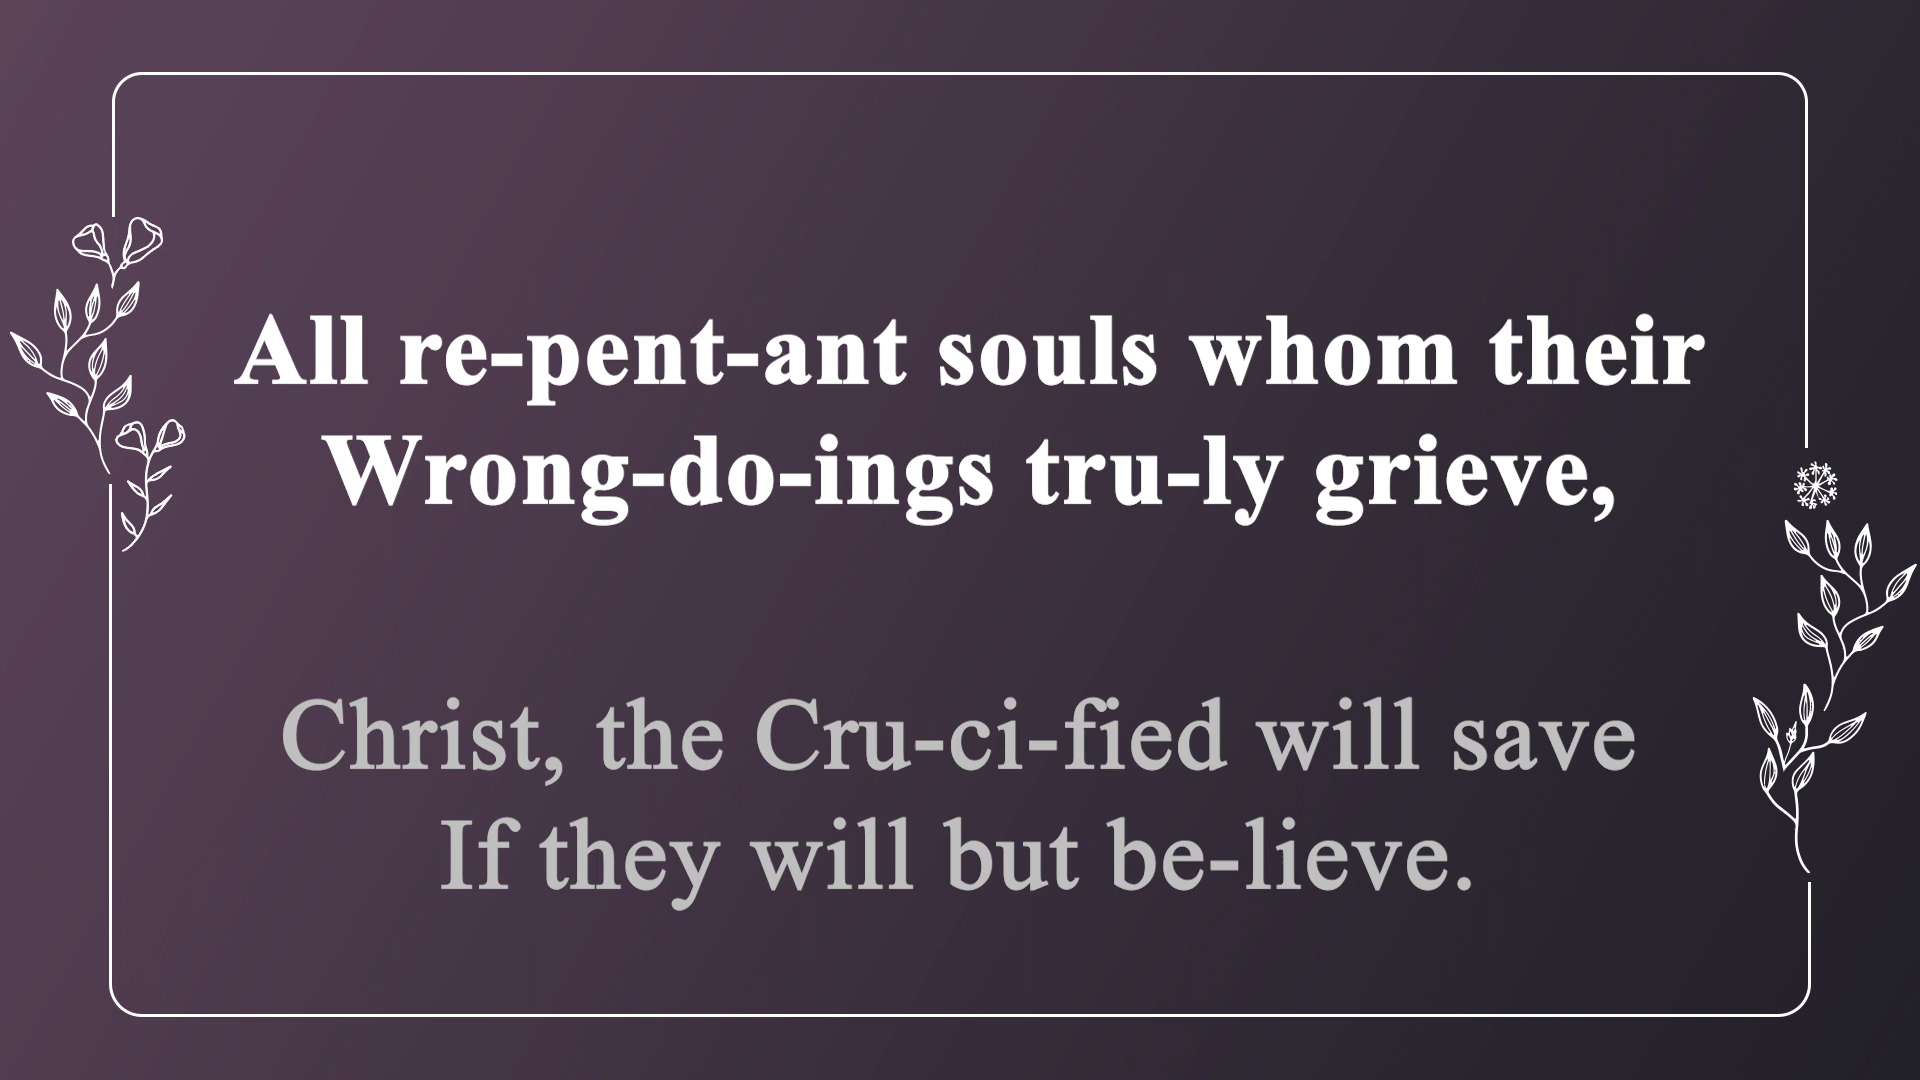 All re-pent-ant souls whom their
Wrong-do-ings tru-ly grieve,
Christ, the Cru-ci-fied will save
If they will but be-lieve.